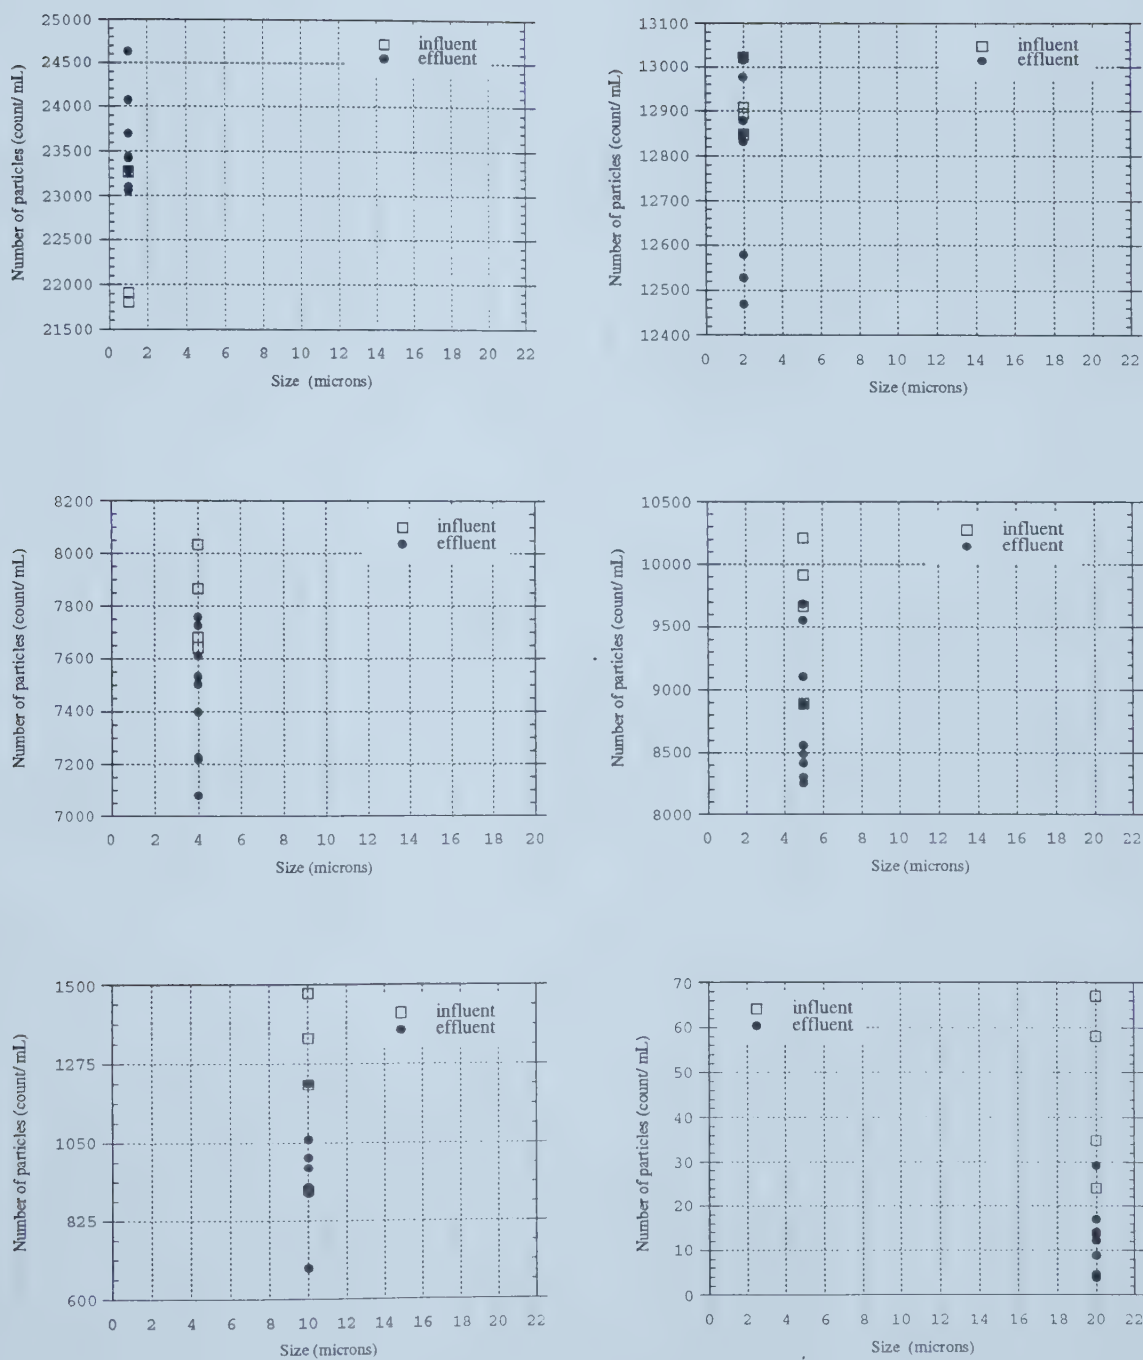 25000
24500
24000
23500
23000
22500
22000
21500
Number of particles (count/ mL)
influent
effluent
0 2 4 6 8 10 12 14 16 18 20 22
Size (microns)
13100
13000
12900
12800
12700
12600
12500
12400
Number of particles (count/ mL)
influent
effluent
0 2 4 6 8 10 12 14 16 18 20 22
Size (microns)
8200
8000
7800
7600
7400
7200
7000
Number of particles (count/ mL)
influent
effluent
0 2 4 6 8 10 12 14 16 18 20
Size (microns)
10500
10000
9500
9000
8500
8000
Number of particles (count/ mL)
influent
effluent
0 2 4 6 8 10 12 14 16 18 20 22
Size (microns)
1500
1275
1050
825
600
Number of particles (count/ mL)
influent
effluent
0 2 4 6 8 10 12 14 16 18 20 22
Size (microns)
70
60
50
40
30
20
10
0
Number of particles (count/ mL)
influent
effluent
0 2 4 6 8 10 12 14 16 18 20 22
Size (microns)